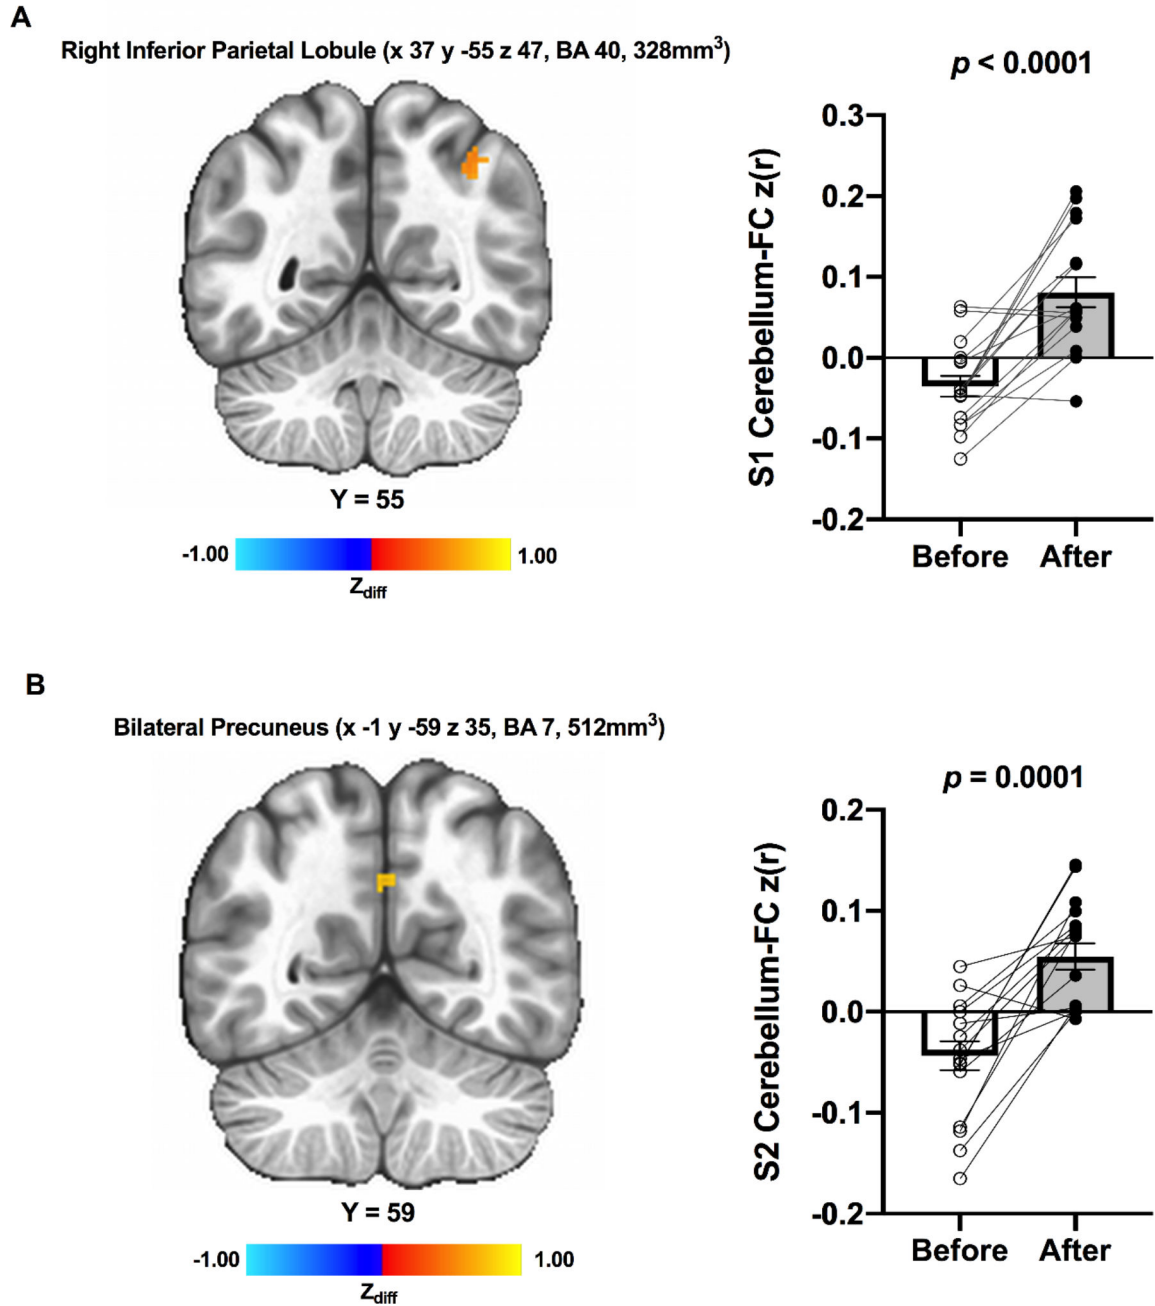 A
Right Inferior Parietal Lobule (x 37 y -55 z 47, BA 40, 328mm³)
Y = 55
-1.00
1.00
Zdiff
p < 0.0001
S1 Cerebellum-FC z(r)
0.3
0.2
0.1
0.0
-0.1
-0.2
Before After
B
Bilateral Precuneus (x -1 y -59 z 35, BA 7, 512mm³)
Y = 59
-1.00
1.00
Zdiff
p = 0.0001
S2 Cerebellum-FC z(r)
0.2
0.1
0.0
-0.1
-0.2
Before After